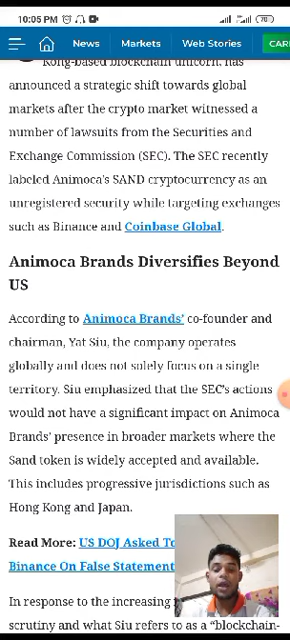 10:05 PM
70
News Markets Web Stories
Kong-based blockchain unicorn, has
announced a strategic shift towards global
markets after the crypto market witnessed a
number of lawsuits from the Securities and
Exchange Commission (SEC). The SEC recently
labeled Animoca's SAND cryptocurrency as an
unregistered security while targeting exchanges
such as Binance and Coinbase Global.
Animoca Brands Diversifies Beyond
US
According to Animoca Brands' co-founder and
chairman, Yat Siu, the company operates
globally and does not solely focus on a single
territory. Siu emphasized that the SEC's actions
would not have a significant impact on Animoca
Brands' presence in broader markets where the
Sand token is widely accepted and available.
This includes progressive jurisdictions such as
Hong Kong and Japan.
Read More: US DOJ Asked To
Binance On False Statement
In response to the increasing
scrutiny and what Siu refers to as a "blockchain-